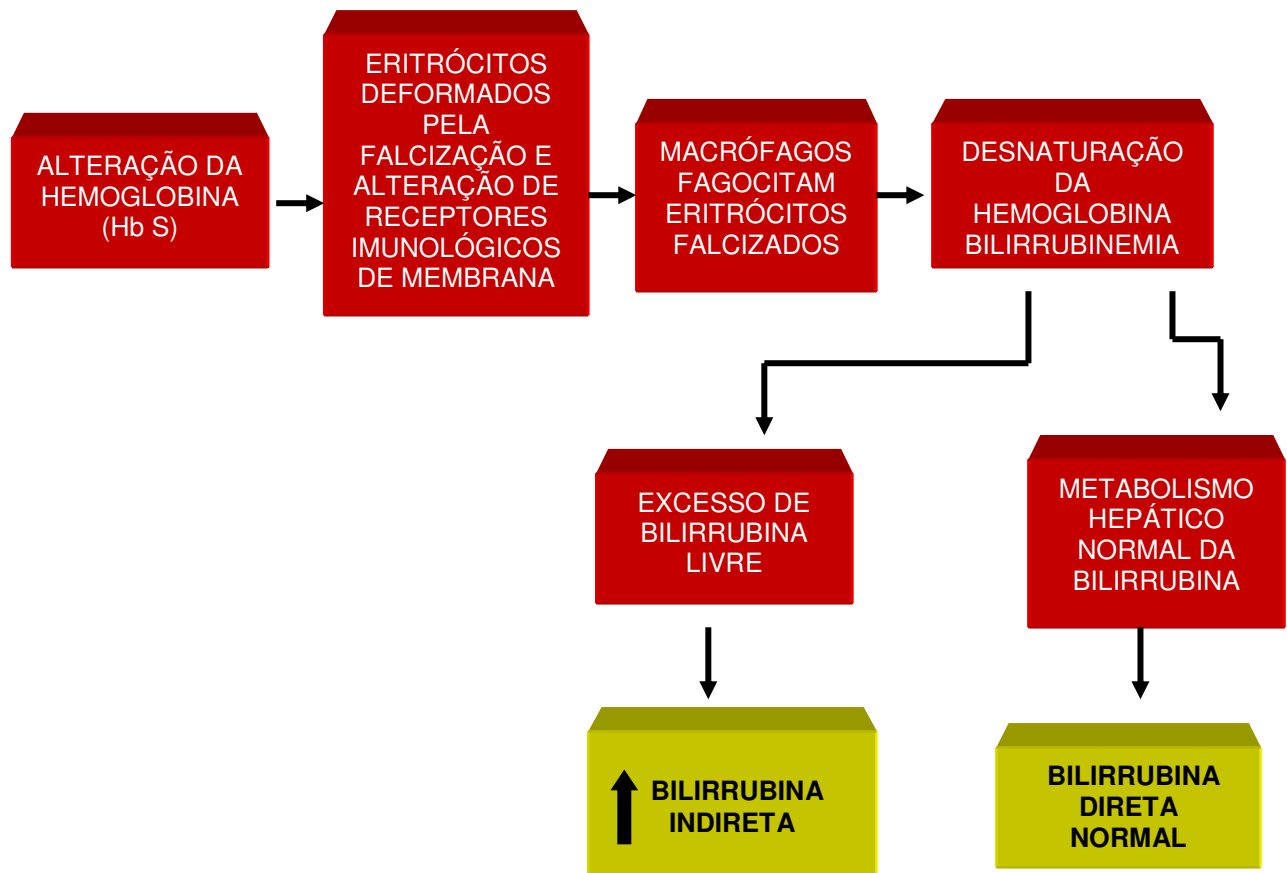 ALTERAÇÃO DA
HEMOGLOBINA
(Hb S)
ERITRÓCITOS
DEFORMADOS
PELA
FALCIZAÇÃO E
ALTERAÇÃO DE
RECEPTORES
IMUNOLÓGICOS
DE MEMBRANA
MACRÓFAGOS
FAGOCITAM
ERITRÓCITOS
FALCIZADOS
DESNATURAÇÃO
DA
HEMOGLOBINA
BILIRRUBINEMIA
EXCESSO DE
BILIRRUBINA
LIVRE
METABOLISMO
HEPÁTICO
NORMAL DA
BILIRRUBINA
BILIRRUBINA
INDIRETA
BILIRRUBINA
DIRETA
NORMAL